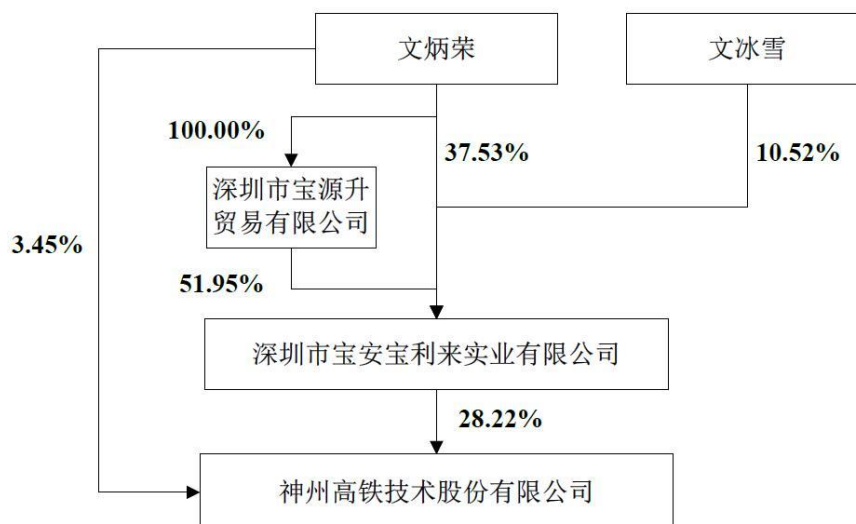 文炳荣
文冰雪
100.00%
37.53%
10.52%
深圳市宝源升
贸易有限公司
3.45%
51.95%
深圳市宝安宝利来实业有限公司
28.22%
神州高铁技术股份有限公司